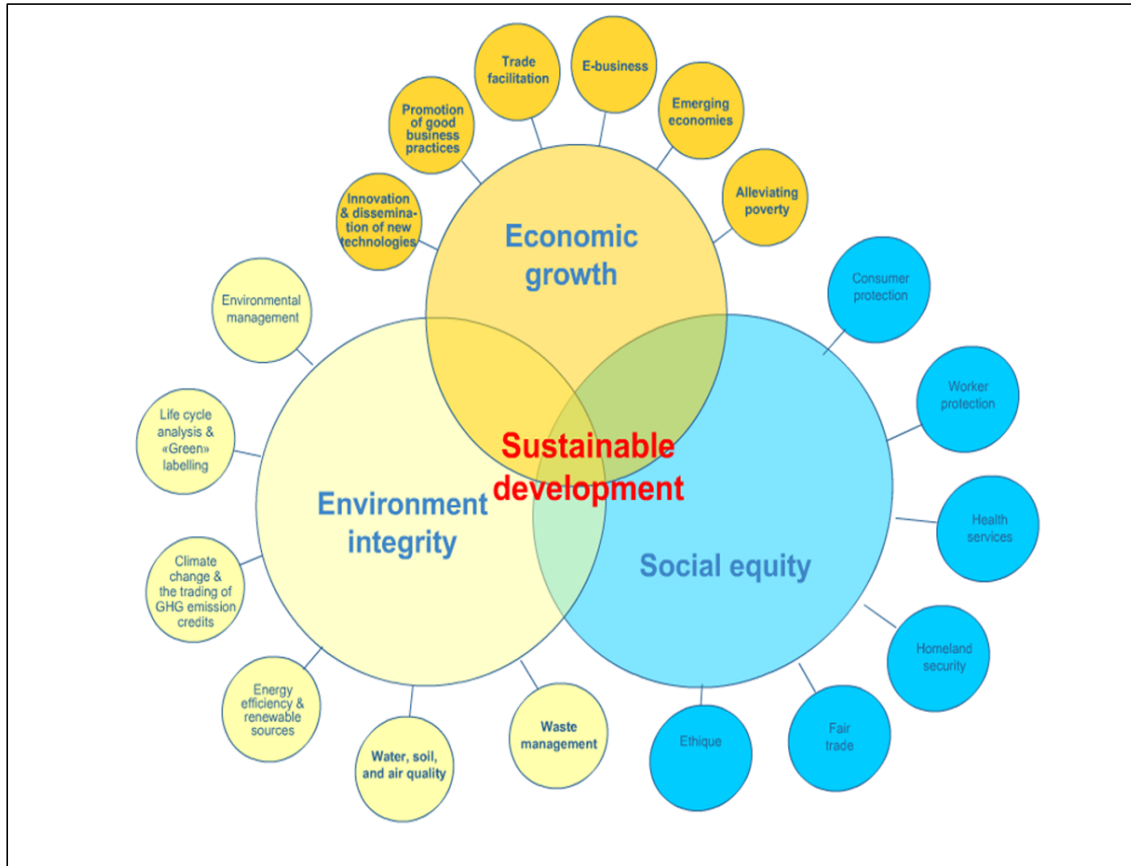 Trade
facilitation
E-business
Emerging
economies
Promotion
of good
business
practices
Alleviating
poverty
Innovation
& dissemina-
tion of new
technologies
Economic
growth
Consumer
protection
Environmental
management
Worker
protection
Life cycle
analysis &
«Green»
labelling
Sustainable
development
Environment
integrity
Social equity
Health
services
Climate
change &
the trading of
GHG emission
credits
Homeland
security
Energy
efficiency &
renewable
sources
Water, soil,
and air quality
Waste
management
Ethique
Fair
trade